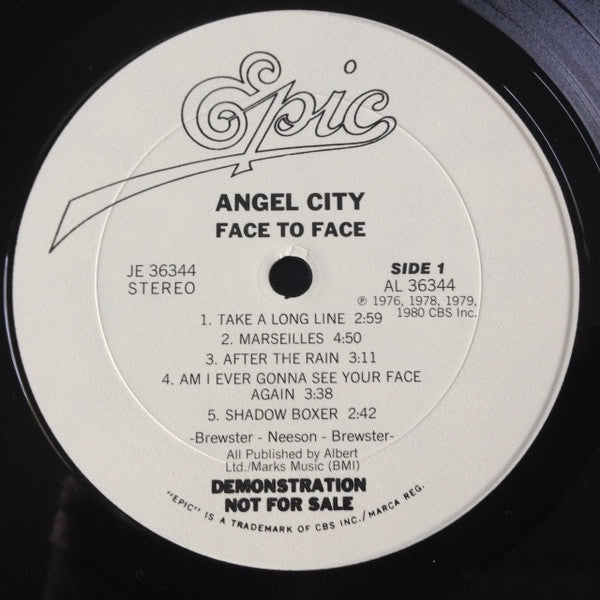 Epic
ANGEL CITY
FACE TO FACE
JE 36344
STEREO
SIDE 1
AL 36344
℗ 1976, 1978, 1979,
1980 CBS Inc.
1. TAKE A LONG LINE 2:59
2. MARSEILLES 4:50
3. AFTER THE RAIN 3:11
4. AM I EVER GONNA SEE YOUR FACE
AGAIN 3:38
5. SHADOW BOXER 2:42
-Brewster - Neeson - Brewster-
All Published by Albert
Ltd./Marks Music (BMI)
DEMONSTRATION
NOT FOR SALE
"EPIC" IS A TRADEMARK OF CBS INC./MARCA REG.